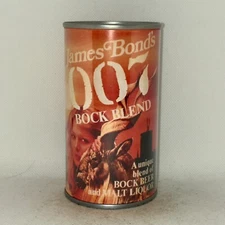 James Bond's
007
BOCK BLEND
A unique
blend of
BOCK BEER
and MALT LIQUOR